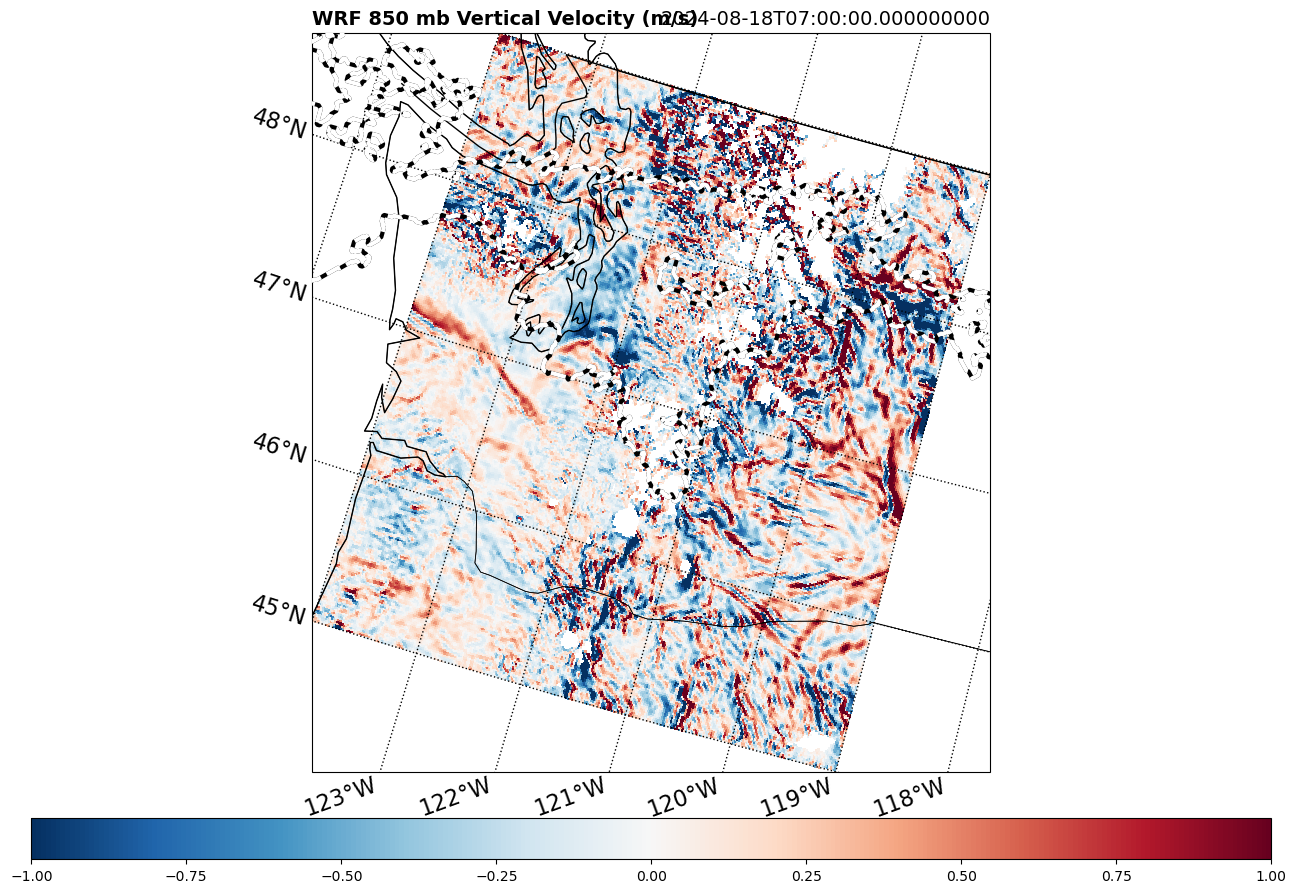 WRF 850 mb Vertical Velocity (m/s)
2024-08-18T07:00:00.000000000
48°N
47°N
46°N
45°N
123°W 122°W 121°W 120°W 119°W 118°W
−1.00 −0.75 −0.50 −0.25 0.00 0.25 0.50 0.75 1.00